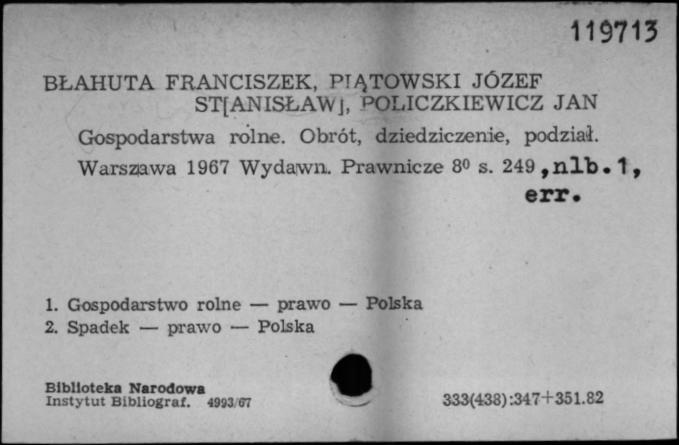 119713
BŁAHUTA FRANCISZEK, PIĄTOWSKI JÓZEF
ST[ANISŁAW], POLICZKIEWICZ JAN
Gospodarstwa rolne. Obrót, dziedziczenie, podział.
Warszawa 1967 Wydawn. Prawnicze 8⁰ s. 249, nlb. 1,
err.
1. Gospodarstwo rolne — prawo — Polska
2. Spadek — prawo — Polska
Biblioteka Narodowa
Instytut Bibliograf. 4993/67
333(438):347+351.82